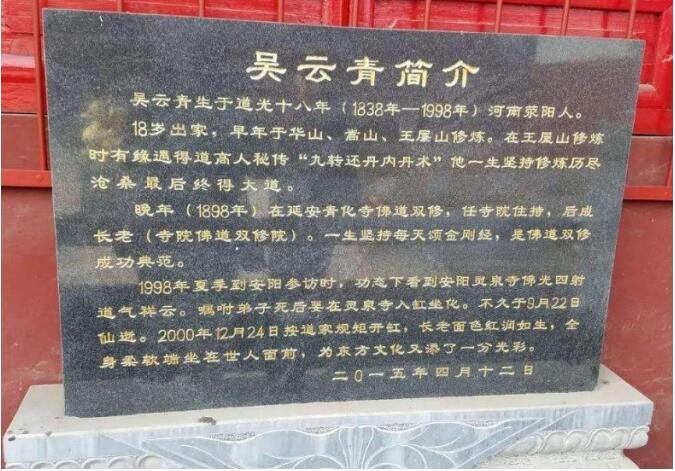 吴云青简介
吴云青生于道光十八年（1838年—1998年）河南荥阳人。
18岁出家，早年于华山、嵩山、王屋山修炼。在王屋山修炼
时有缘遇得道高人秘传“九转还丹内丹术”他一生坚持修炼历尽
沧桑最后终得大道。
晚年（1898年）在延安青化寺佛道双修，任寺院住持，后成
长老（寺院佛道双修院）。一生坚持每天颂金刚经，是佛道双修
成功典范。
1998年夏季到安阳参访时，功态下看到安阳灵泉寺佛光四射
道气祥云。嘱咐弟子死后要在灵泉寺入缸坐化。不久于9月22日
仙逝。2000年12月24日按道家规矩开缸，长老面色红润如生，全
身柔软端坐在世人面前，为东方文化又添了一分光彩。
二〇一五年四月十二日